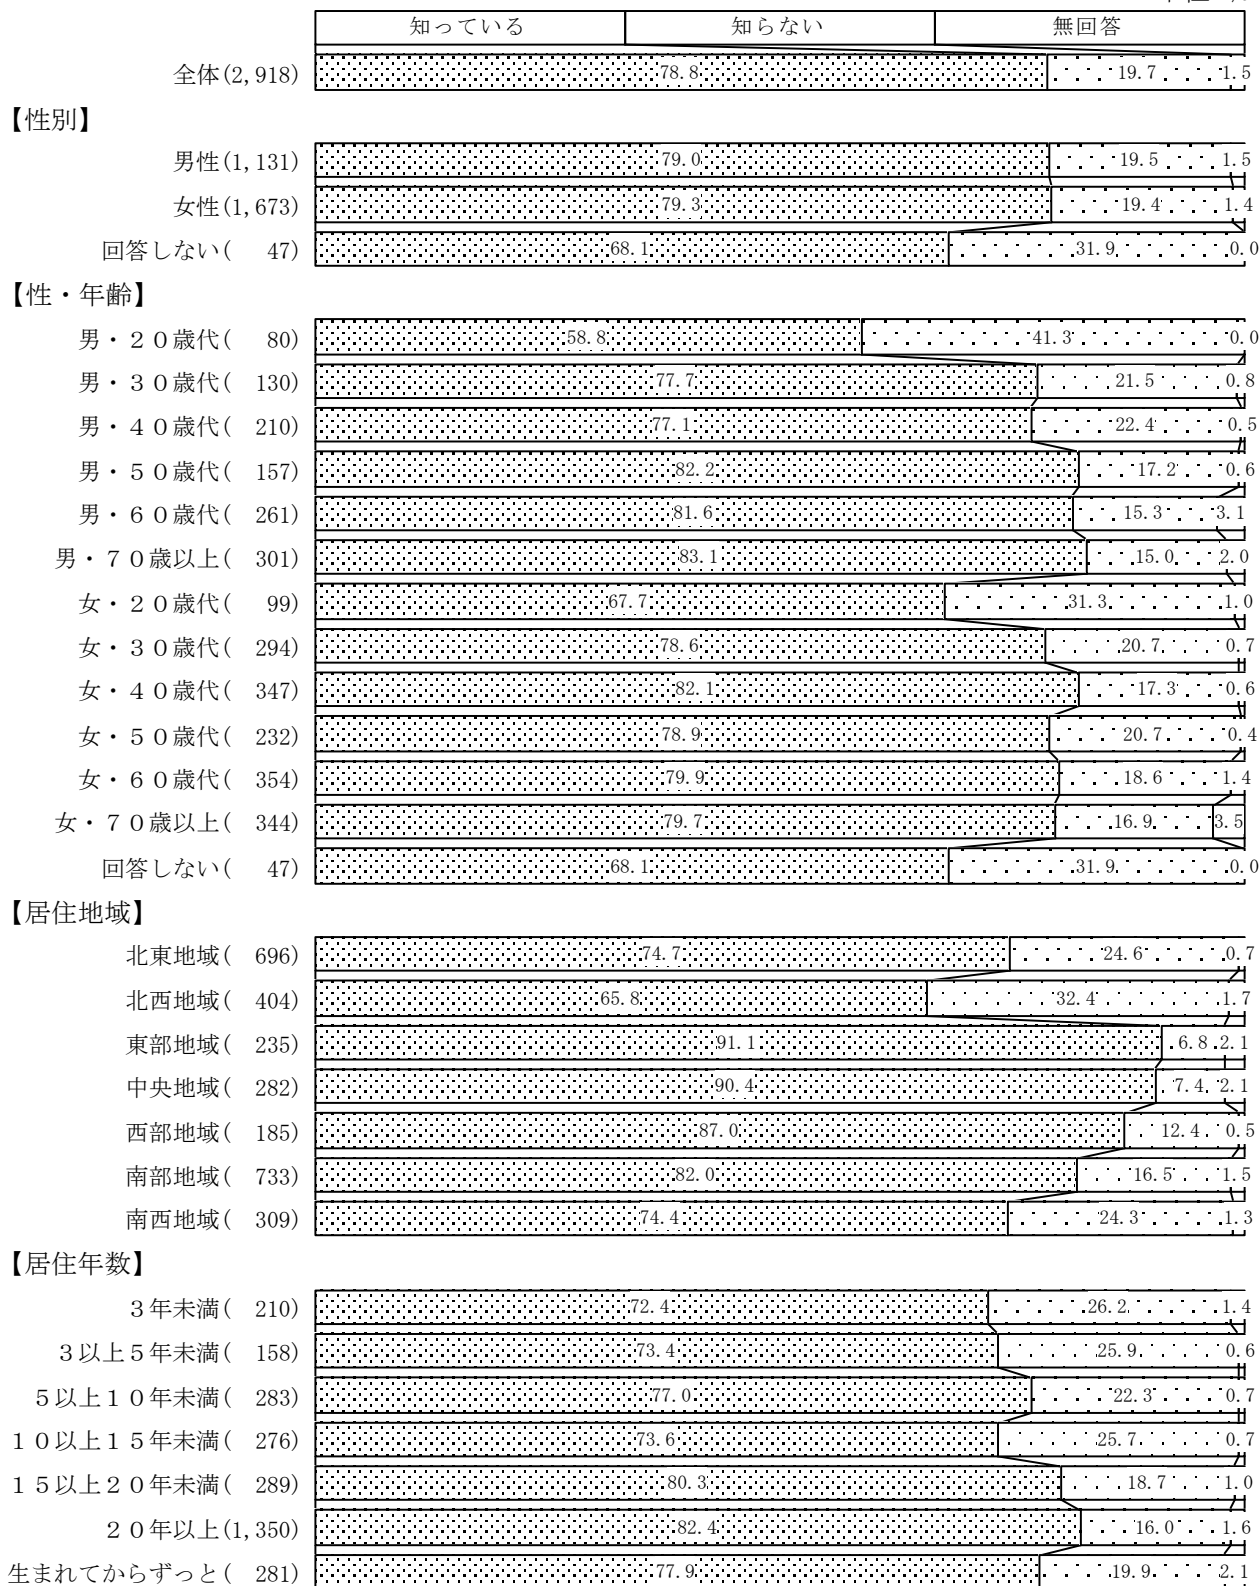 知っている 知らない 無回答
全体(2,918) 78.8 19.7 1.5
【性別】
男性(1,131) 79.0 19.5 1.5
女性(1,673) 79.3 19.4 1.4
回答しない( 47) 68.1 31.9 0.0
【性・年齢】
男・２０歳代( 80) 58.8 41.3 0.0
男・３０歳代( 130) 77.7 21.5 0.8
男・４０歳代( 210) 77.1 22.4 0.5
男・５０歳代( 157) 82.2 17.2 0.6
男・６０歳代( 261) 81.6 15.3 3.1
男・７０歳以上( 301) 83.1 15.0 2.0
女・２０歳代( 99) 67.7 31.3 1.0
女・３０歳代( 294) 78.6 20.7 0.7
女・４０歳代( 347) 82.1 17.3 0.6
女・５０歳代( 232) 78.9 20.7 0.4
女・６０歳代( 354) 79.9 18.6 1.4
女・７０歳以上( 344) 79.7 16.9 3.5
回答しない( 47) 68.1 31.9 0.0
【居住地域】
北東地域( 696) 74.7 24.6 0.7
北西地域( 404) 65.8 32.4 1.7
東部地域( 235) 91.1 6.8 2.1
中央地域( 282) 90.4 7.4 2.1
西部地域( 185) 87.0 12.4 0.5
南部地域( 733) 82.0 16.5 1.5
南西地域( 309) 74.4 24.3 1.3
【居住年数】
３年未満( 210) 72.4 26.2 1.4
３以上５年未満( 158) 73.4 25.9 0.6
５以上１０年未満( 283) 77.0 22.3 0.7
１０以上１５年未満( 276) 73.6 25.7 0.7
１５以上２０年未満( 289) 80.3 18.7 1.0
２０年以上(1,350) 82.4 16.0 1.6
生まれてからずっと( 281) 77.9 19.9 2.1